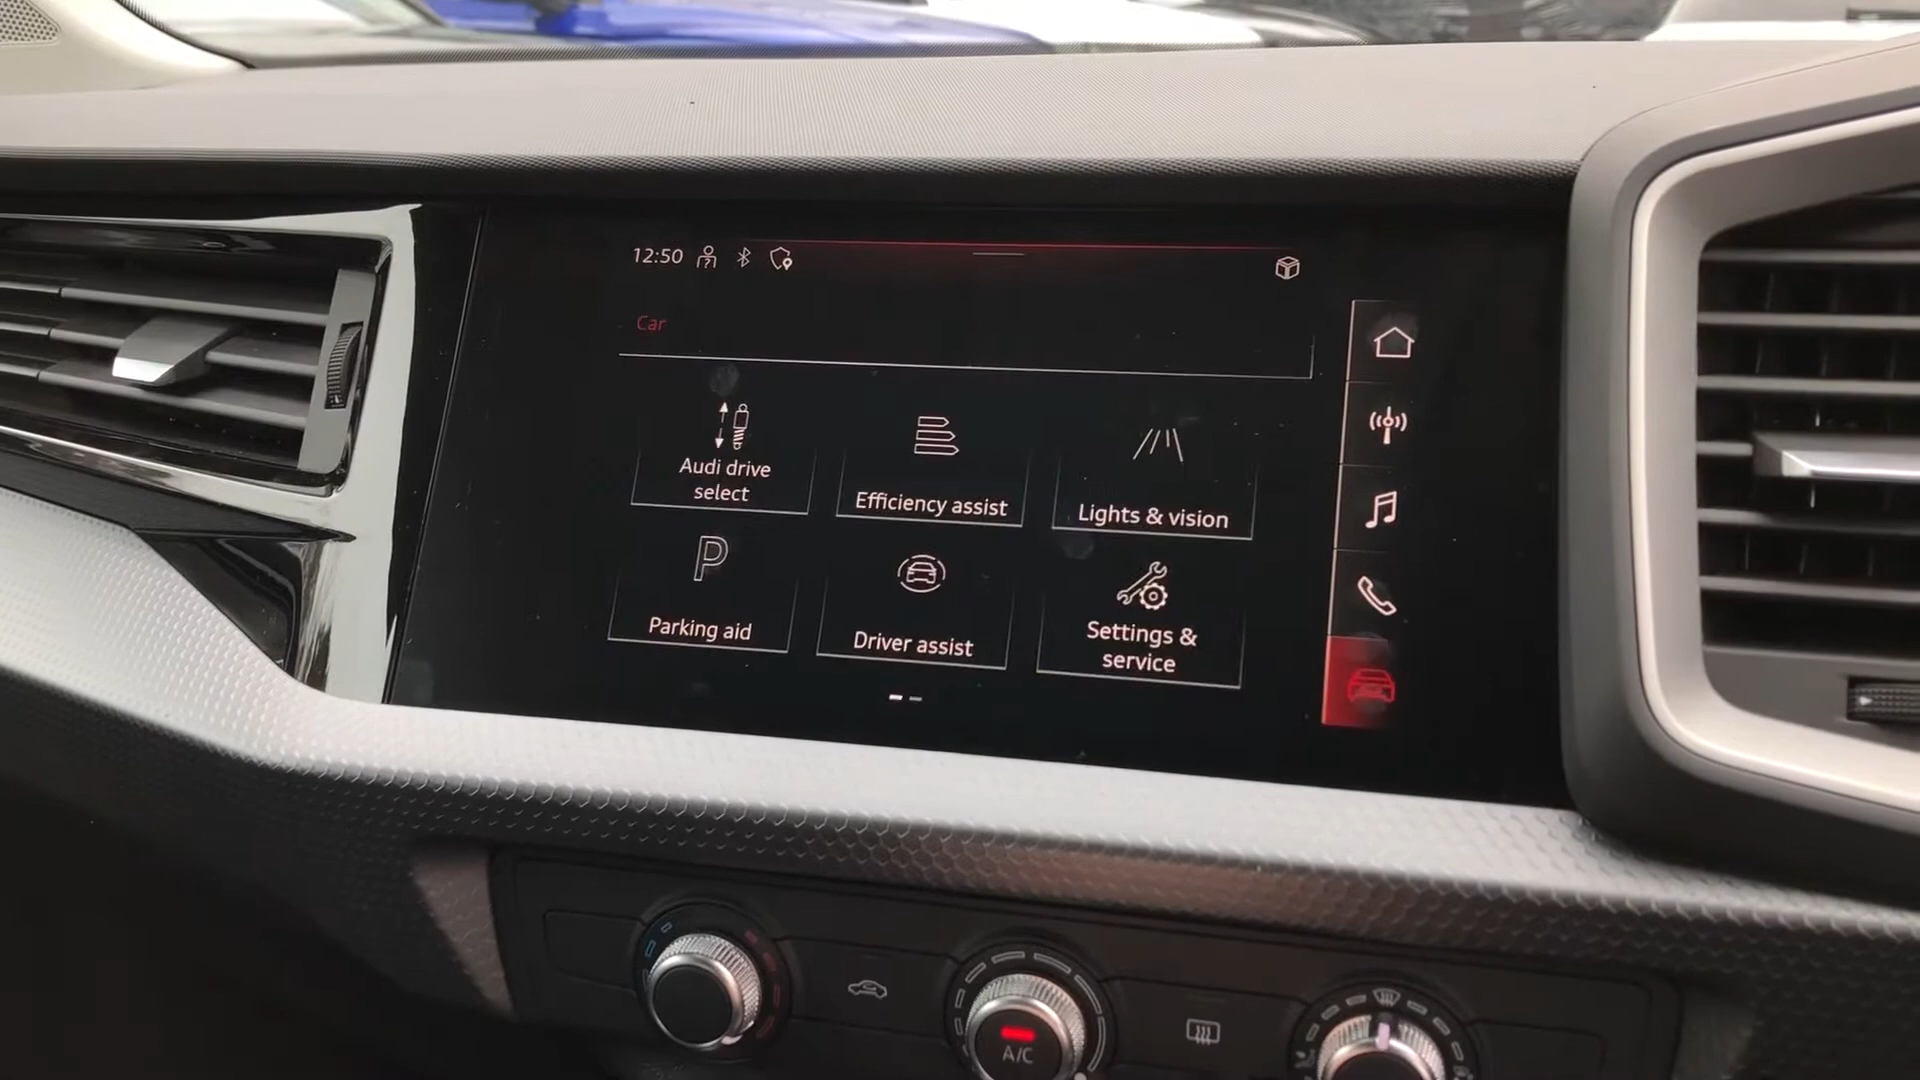 12:50
Car
Audi drive
select
Efficiency assist
Lights & vision
Parking aid
Driver assist
Settings &
service
A/C